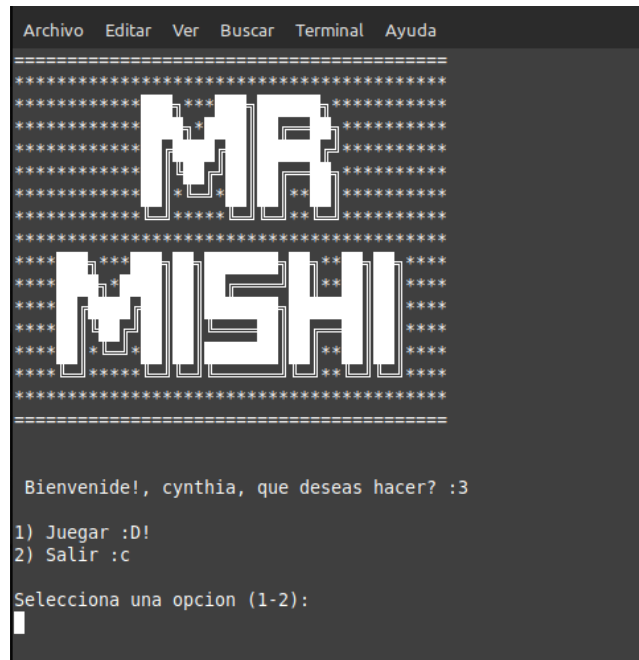 Archivo Editar Ver Buscar Terminal Ayuda
MR
MISHI
Bienvenide!, cynthia, que deseas hacer? :3
1) Juegar :D!
2) Salir :c
Selecciona una opcion (1-2):